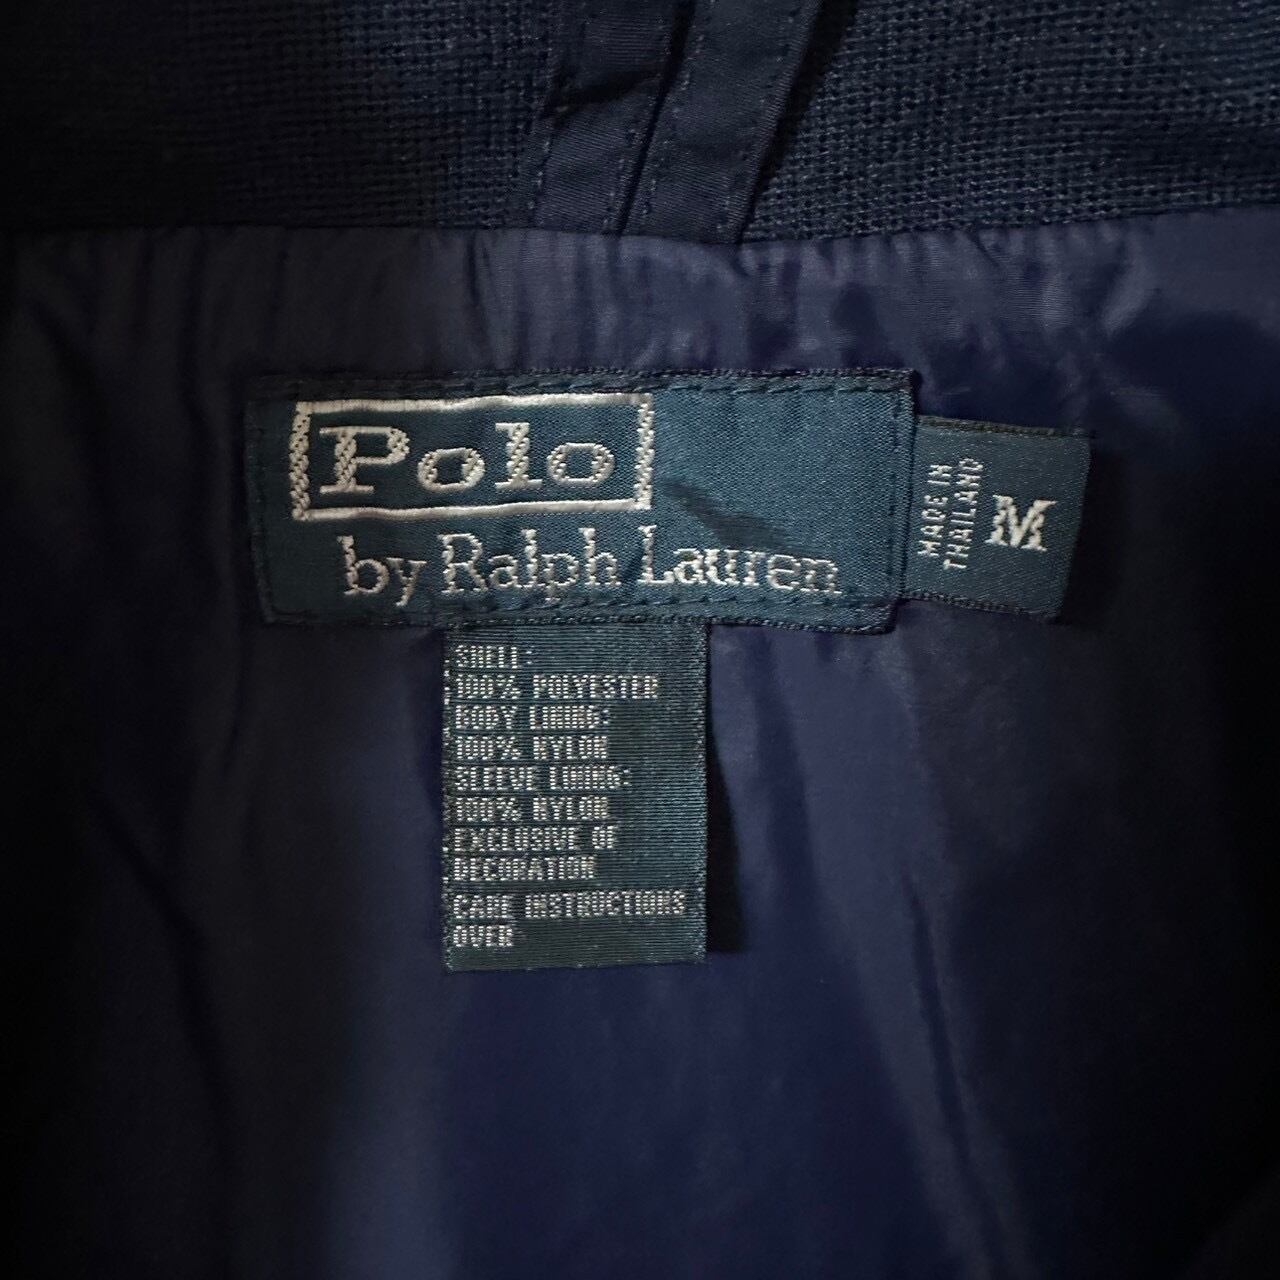 Polo
by Ralph Lauren
MADE IN
THAILAND
M
SHELL:
100% POLYESTER
BODY LINING:
100% NYLON
SLEEVE LINING:
100% NYLON
EXCLUSIVE OF
DECORATION
CARE INSTRUCTIONS
OVER